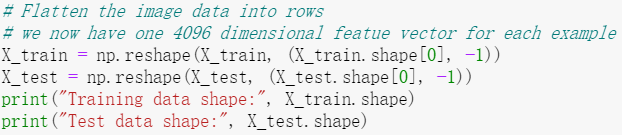 # Flatten the image data into rows
# we now have one 4096 dimensional featue vector for each example
X_train = np.reshape(X_train, (X_train.shape[0], -1))
X_test = np.reshape(X_test, (X_test.shape[0], -1))
print("Training data shape:", X_train.shape)
print("Test data shape:", X_test.shape)